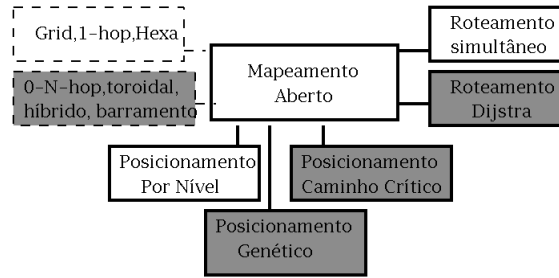 Grid,1-hop,Hexa
0-N-hop,toroidal,
híbrido, barramento
Mapeamento
Aberto
Roteamento
simultâneo
Roteamento
Dijstra
Posicionamento
Por Nível
Posicionamento
Caminho Crítico
Posicionamento
Genético